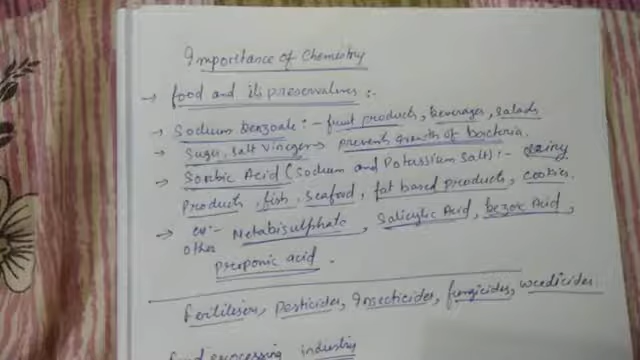 Importance of Chemistry
→ food and its preservatives :-
→ Sodium benzoate :- fruit products, beverages, salads
→ Sugar, salt vinegar → prevents growth of bacteria.
→ Sorbic Acid (Sodium and Potassium Salt) :- dairy
Products, fish, seafood, fat based products, cookies.
→ ex:- other Metabisulphate, Salicylic Acid, bezoic Acid,
Proponic acid.
Fertilisers, Pesticides, Insecticides, fungicides, weedicides.
Food processing industry